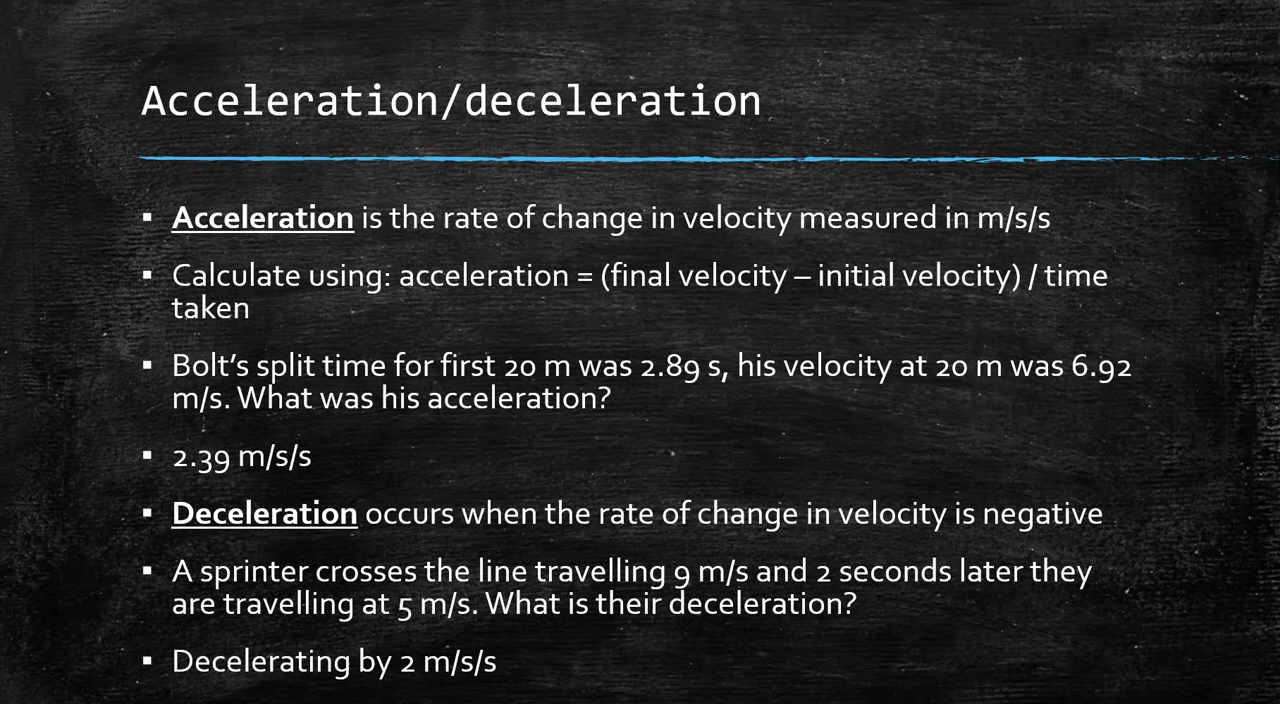 Acceleration/deceleration
▪ Acceleration is the rate of change in velocity measured in m/s/s
▪ Calculate using: acceleration = (final velocity – initial velocity) / time
taken
▪ Bolt’s split time for first 20 m was 2.89 s, his velocity at 20 m was 6.92
m/s. What was his acceleration?
▪ 2.39 m/s/s
▪ Deceleration occurs when the rate of change in velocity is negative
▪ A sprinter crosses the line travelling 9 m/s and 2 seconds later they
are travelling at 5 m/s. What is their deceleration?
▪ Decelerating by 2 m/s/s